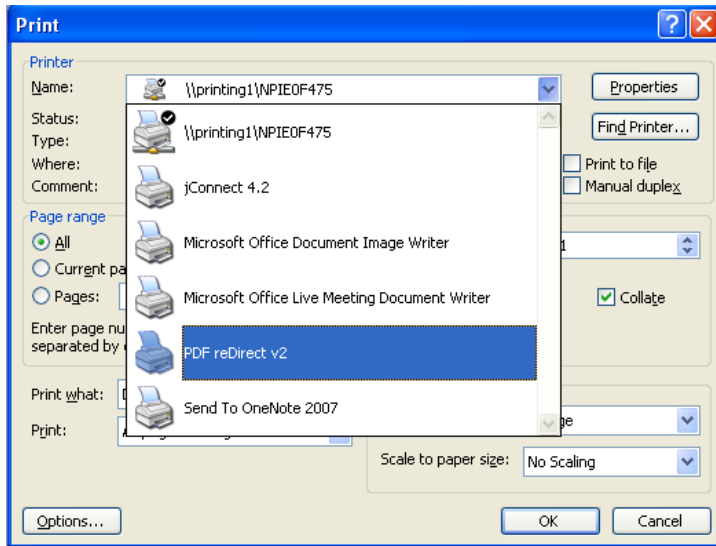 Print
Printer
Name:
\\printing1\NPIE0F475
Properties
Status:
\\printing1\NPIE0F475
Find Printer...
Type:
Where:
Print to file
Comment:
jConnect 4.2
Manual duplex
Page range
All
Microsoft Office Document Image Writer
1
Current pa
Pages:
Microsoft Office Live Meeting Document Writer
Collate
Enter page nu
separated by
PDF reDirect v2
Print what:
Send To OneNote 2007
Print:
Scale to paper size:
No Scaling
Options...
OK
Cancel